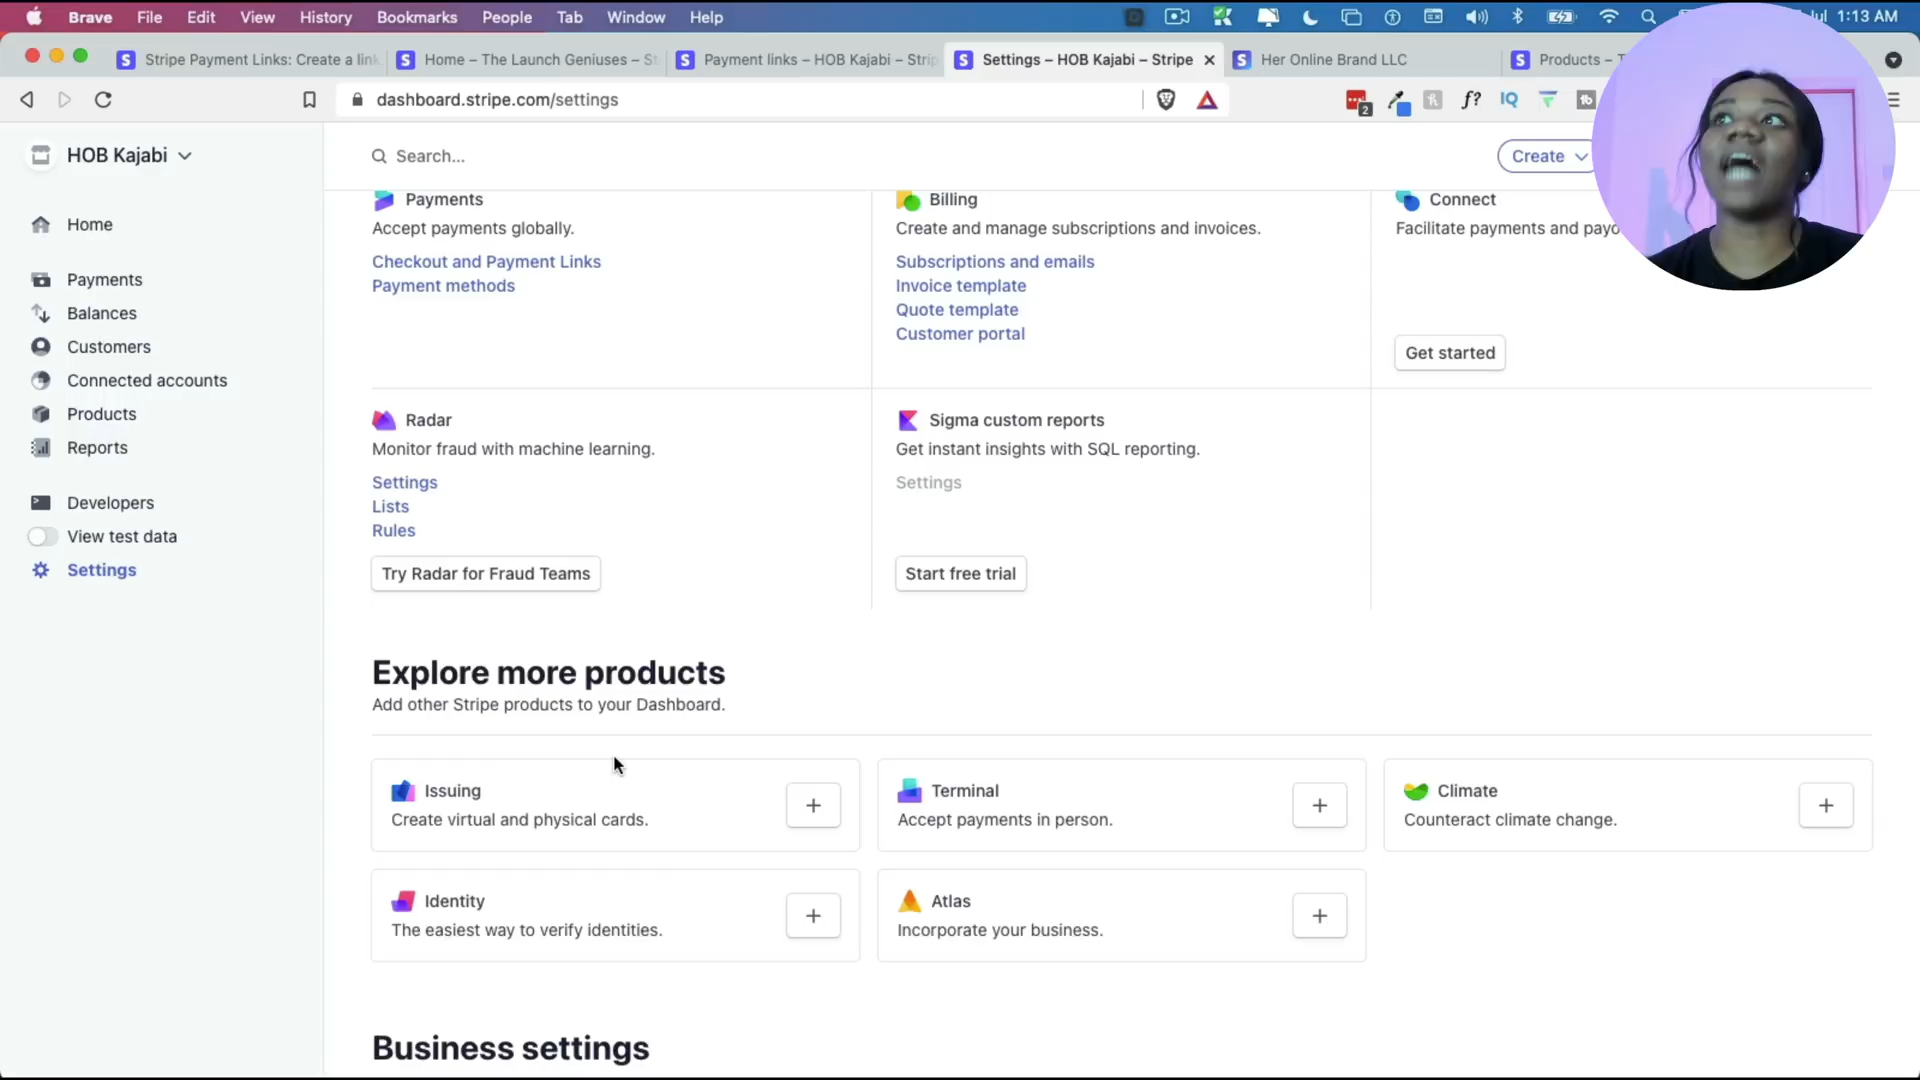 Brave File Edit View History Bookmarks People Tab Window Help
1:13 AM
Stripe Payment Links: Create a link
Home – The Launch Geniuses – St
Payment links – HOB Kajabi – Strip
Settings – HOB Kajabi – Stripe
Her Online Brand LLC
Products – T
dashboard.stripe.com/settings
2
f?
IQ
HOB Kajabi
Search...
Create
Home
Payments
Balances
Customers
Connected accounts
Products
Reports
Developers
View test data
Settings
Payments
Accept payments globally.
Checkout and Payment Links
Payment methods
Billing
Create and manage subscriptions and invoices.
Subscriptions and emails
Invoice template
Quote template
Customer portal
Connect
Facilitate payments and payo
Get started
Radar
Monitor fraud with machine learning.
Settings
Lists
Rules
Try Radar for Fraud Teams
Sigma custom reports
Get instant insights with SQL reporting.
Settings
Start free trial
Explore more products
Add other Stripe products to your Dashboard.
Issuing
Create virtual and physical cards.
Terminal
Accept payments in person.
Climate
Counteract climate change.
Identity
The easiest way to verify identities.
Atlas
Incorporate your business.
Business settings